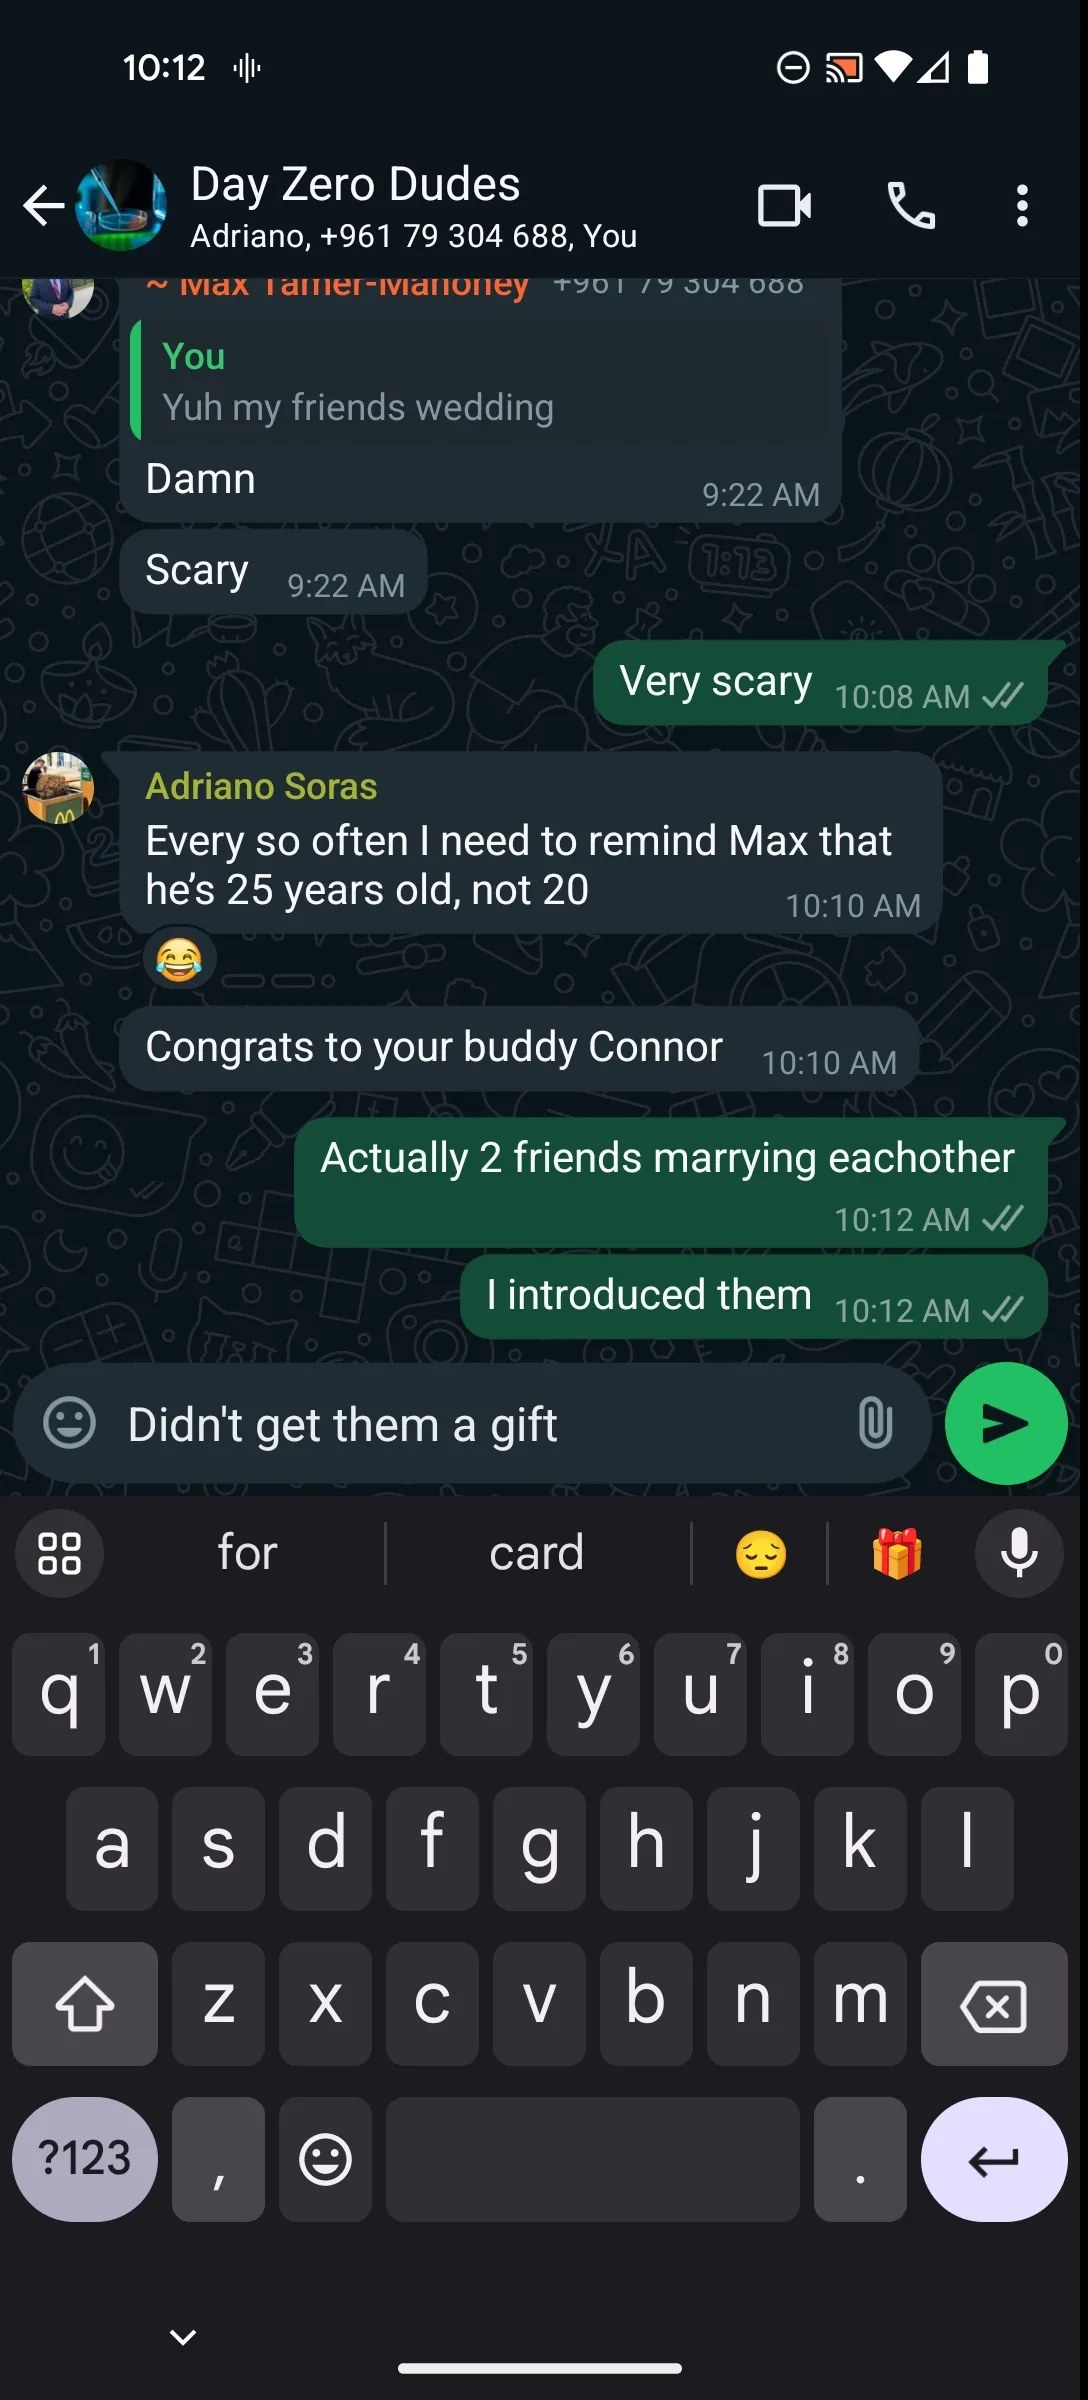 10:12
Day Zero Dudes
Adriano, +961 79 304 688, You
~ Max Tamer-Mahoney +961 79 304 688
You
Yuh my friends wedding
Damn
9:22 AM
Scary 9:22 AM
Very scary 10:08 AM
Adriano Soras
Every so often I need to remind Max that
he’s 25 years old, not 20
10:10 AM
😂
Congrats to your buddy Connor 10:10 AM
Actually 2 friends marrying eachother
10:12 AM
I introduced them 10:12 AM
Didn't get them a gift
for card 😔 🎁
q 1 w 2 e 3 r 4 t 5 y 6 u 7 i 8 o 9 p 0
a s d f g h j k l
z x c v b n m
?123 , .